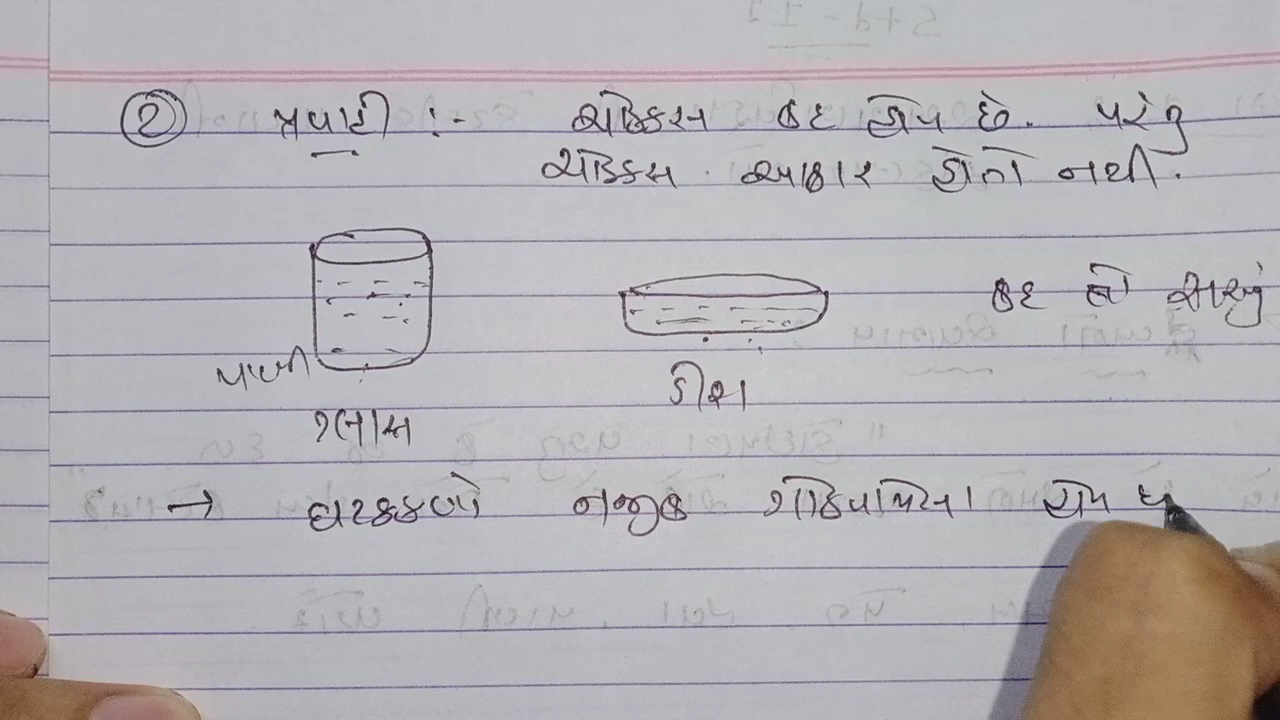 ② પ્રવાહી :- ચોક્કસ કદ હોય છે. પરંતુ
ચોક્કસ આકાર હોતો નથી.
કદ તો સરખું
પાણી
ગ્લાસ
ડીશ
→ ઘટકકણો નજીક ગોઠવાયેલા હોય છ